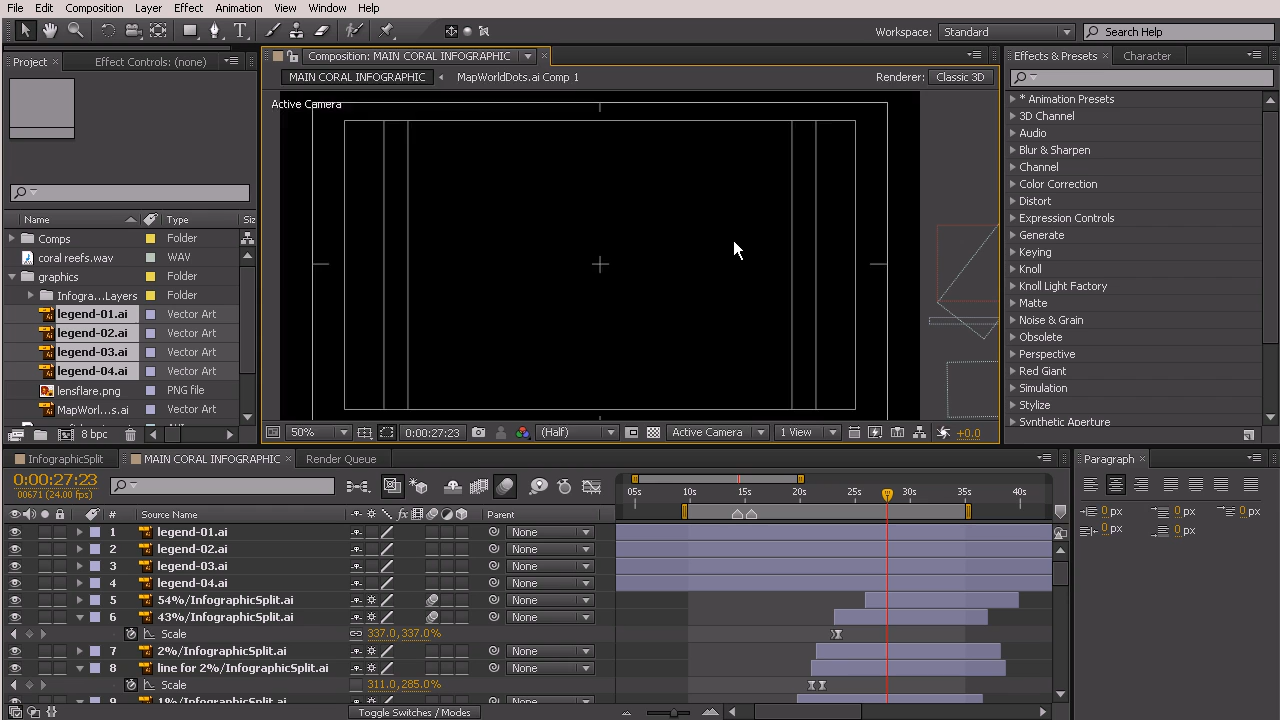 File Edit Composition Layer Effect Animation View Window Help
Workspace: Standard Search Help
Project × Effect Controls: (none)
Composition: MAIN CORAL INFOGRAPHIC ×
MAIN CORAL INFOGRAPHIC MapWorldDots.ai Comp 1
Renderer: Classic 3D
Active Camera
Effects & Presets × Character
* Animation Presets
3D Channel
Audio
Blur & Sharpen
Channel
Color Correction
Distort
Expression Controls
Generate
Keying
Knoll
Knoll Light Factory
Matte
Noise & Grain
Obsolete
Perspective
Red Giant
Simulation
Stylize
Synthetic Aperture
Name Type Siz
Comps Folder
coral reefs.wav WAV
graphics Folder
Infogra...Layers Folder
legend-01.ai Vector Art
legend-02.ai Vector Art
legend-03.ai Vector Art
legend-04.ai Vector Art
lensflare.png PNG file
MapWorl...s.ai Vector Art
8 bpc
50% 0:00:27:23 (Half) Active Camera 1 View +0.0
InfographicSplit MAIN CORAL INFOGRAPHIC × Render Queue
0:00:27:23
00671 (24.00 fps)
05s 10s 15s 20s 25s 30s 35s 40s
# Source Name fx Parent
1 legend-01.ai None
2 legend-02.ai None
3 legend-03.ai None
4 legend-04.ai None
5 54%/InfographicSplit.ai None
6 43%/InfographicSplit.ai None
Scale 337.0,337.0%
7 2%/InfographicSplit.ai None
8 line for 2%/InfographicSplit.ai None
Scale 311.0,285.0%
9 1%/InfographicSplit.ai None
Toggle Switches / Modes
Paragraph ×
0 px 0 px 0 px
0 px 0 px